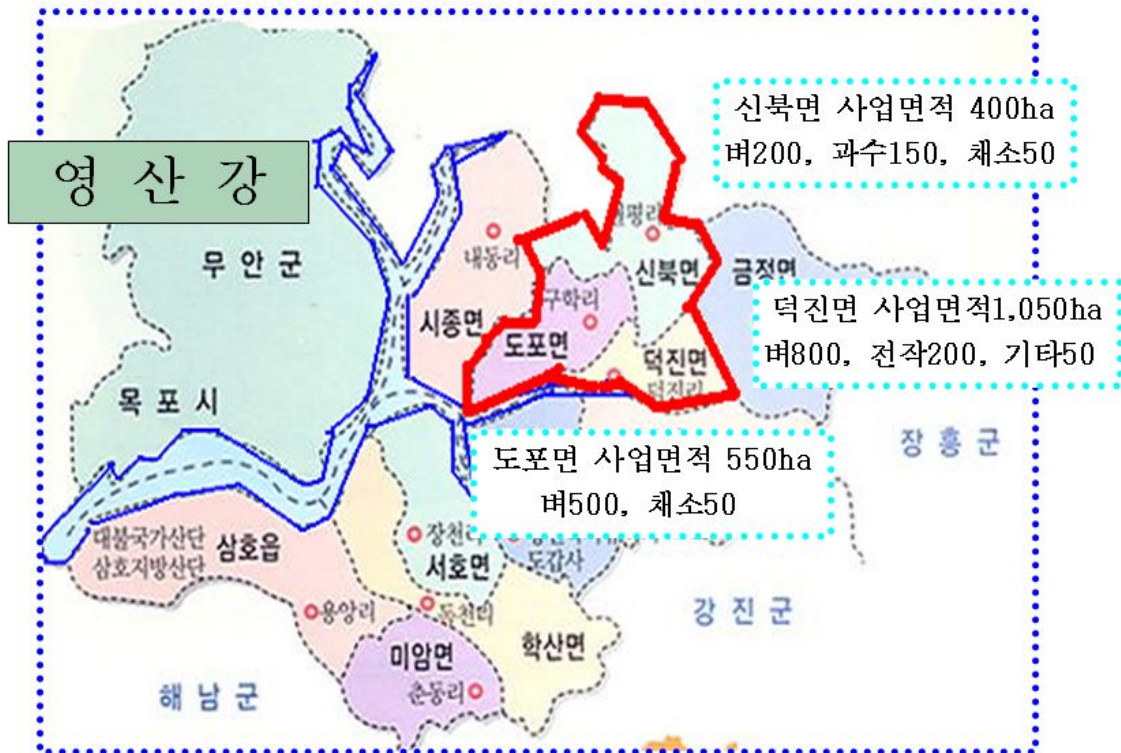 신북면 사업면적 400ha
벼200, 과수150, 채소50
영 산 강
무 안 군
내동리
신북면
금정면
구학리
시종면
도포면
덕진면
덕진리
덕진면 사업면적1,050ha
벼800, 전작200, 기타50
목 포 시
장 흥 군
도포면 사업면적 550ha
벼500, 채소50
대불국가산단
삼호지방산단
삼호읍
장천리
서호면
도갑사
용앙리
독천리
강 진 군
학산면
미암면
춘동리
해 남 군